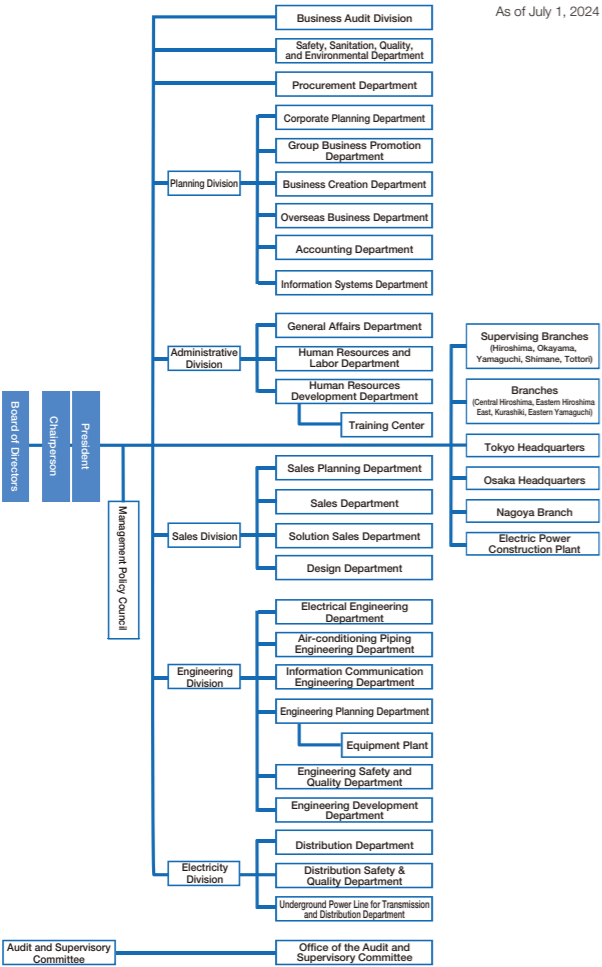 As of July 1, 2024
Business Audit Division
Safety, Sanitation, Quality,
and Environmental Department
Procurement Department
Planning Division
Corporate Planning Department
Group Business Promotion
Department
Business Creation Department
Overseas Business Department
Accounting Department
Information Systems Department
Administrative
Division
General Affairs Department
Human Resources and
Labor Department
Human Resources
Development Department
Training Center
Board of Directors
Chairperson
President
Management Policy Council
Supervising Branches
(Hiroshima, Okayama,
Yamaguchi, Shimane, Tottori)
Branches
(Central Hiroshima, Eastern Hiroshima
East, Kurashiki, Eastern Yamaguchi)
Tokyo Headquarters
Osaka Headquarters
Nagoya Branch
Electric Power
Construction Plant
Sales Division
Sales Planning Department
Sales Department
Solution Sales Department
Design Department
Engineering
Division
Electrical Engineering
Department
Air-conditioning Piping
Engineering Department
Information Communication
Engineering Department
Engineering Planning Department
Equipment Plant
Engineering Safety and
Quality Department
Engineering Development
Department
Electricity
Division
Distribution Department
Distribution Safety &
Quality Department
Underground Power Line for Transmission
and Distribution Department
Audit and Supervisory
Committee
Office of the Audit and
Supervisory Committee